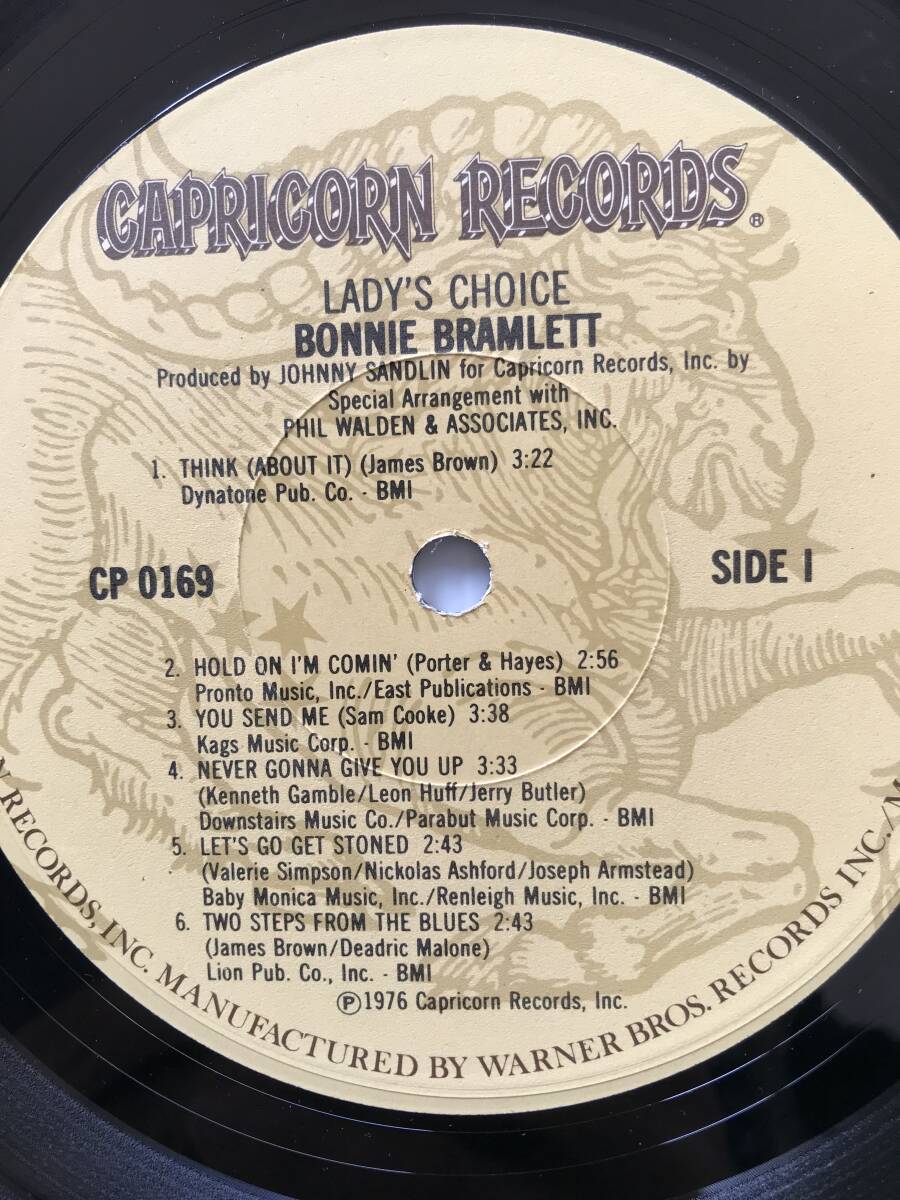 CAPRICORN RECORDS®
LADY'S CHOICE
BONNIE BRAMLETT
Produced by JOHNNY SANDLIN for Capricorn Records, Inc. by
Special Arrangement with
PHIL WALDEN & ASSOCIATES, INC.
1. THINK (ABOUT IT) (James Brown) 3:22
Dynatone Pub. Co. - BMI
CP 0169
SIDE 1
2. HOLD ON I'M COMIN' (Porter & Hayes) 2:56
Pronto Music, Inc./East Publications - BMI
3. YOU SEND ME (Sam Cooke) 3:38
Kags Music Corp. - BMI
4. NEVER GONNA GIVE YOU UP 3:33
(Kenneth Gamble/Leon Huff/Jerry Butler)
Downstairs Music Co./Parabut Music Corp. - BMI
5. LET'S GO GET STONED 2:43
(Valerie Simpson/Nickolas Ashford/Joseph Armstead)
Baby Monica Music, Inc./Renleigh Music, Inc. - BMI
6. TWO STEPS FROM THE BLUES 2:43
(James Brown/Deadric Malone)
Lion Pub. Co., Inc. - BMI
℗1976 Capricorn Records, Inc.
N RECORDS, INC. MANUFACTURED BY WARNER BROS. RECORDS INC./